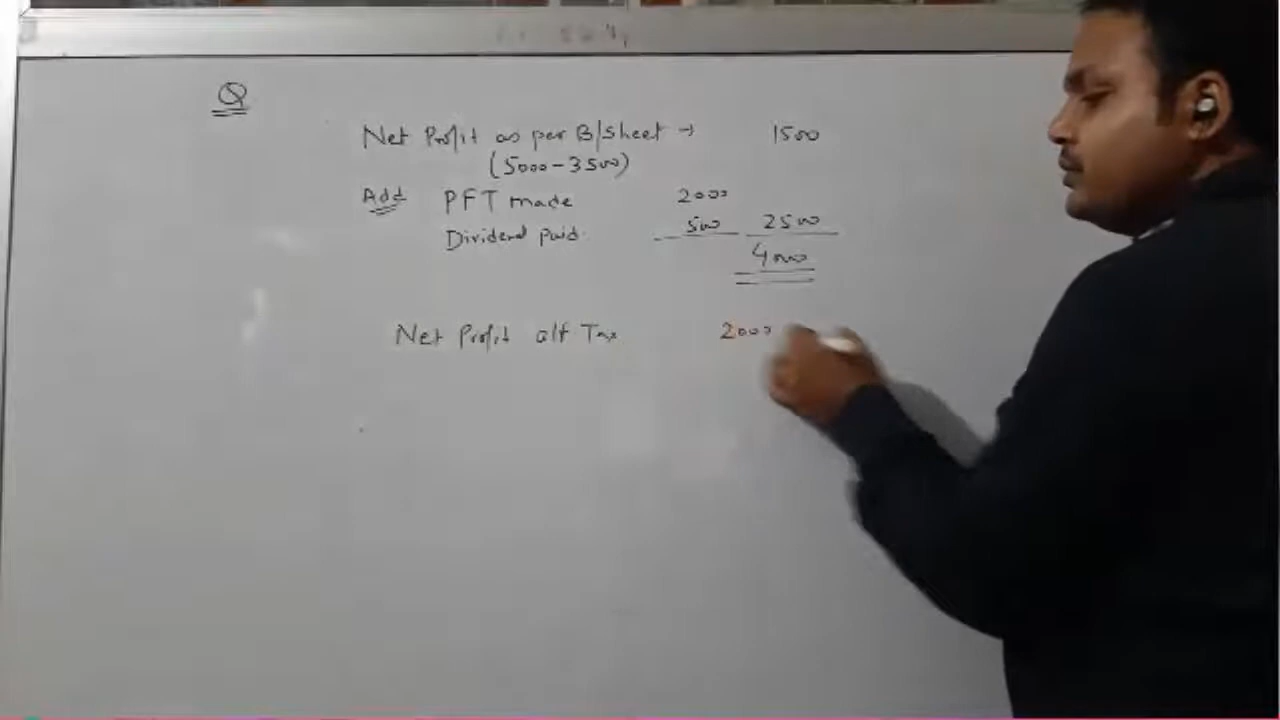 Q
Net Profit as per B/Sheet → 1500
(5000-3500)
Add PFT made 2000
Dividend paid 500 2500
4000
Net Profit aft Tax 2000